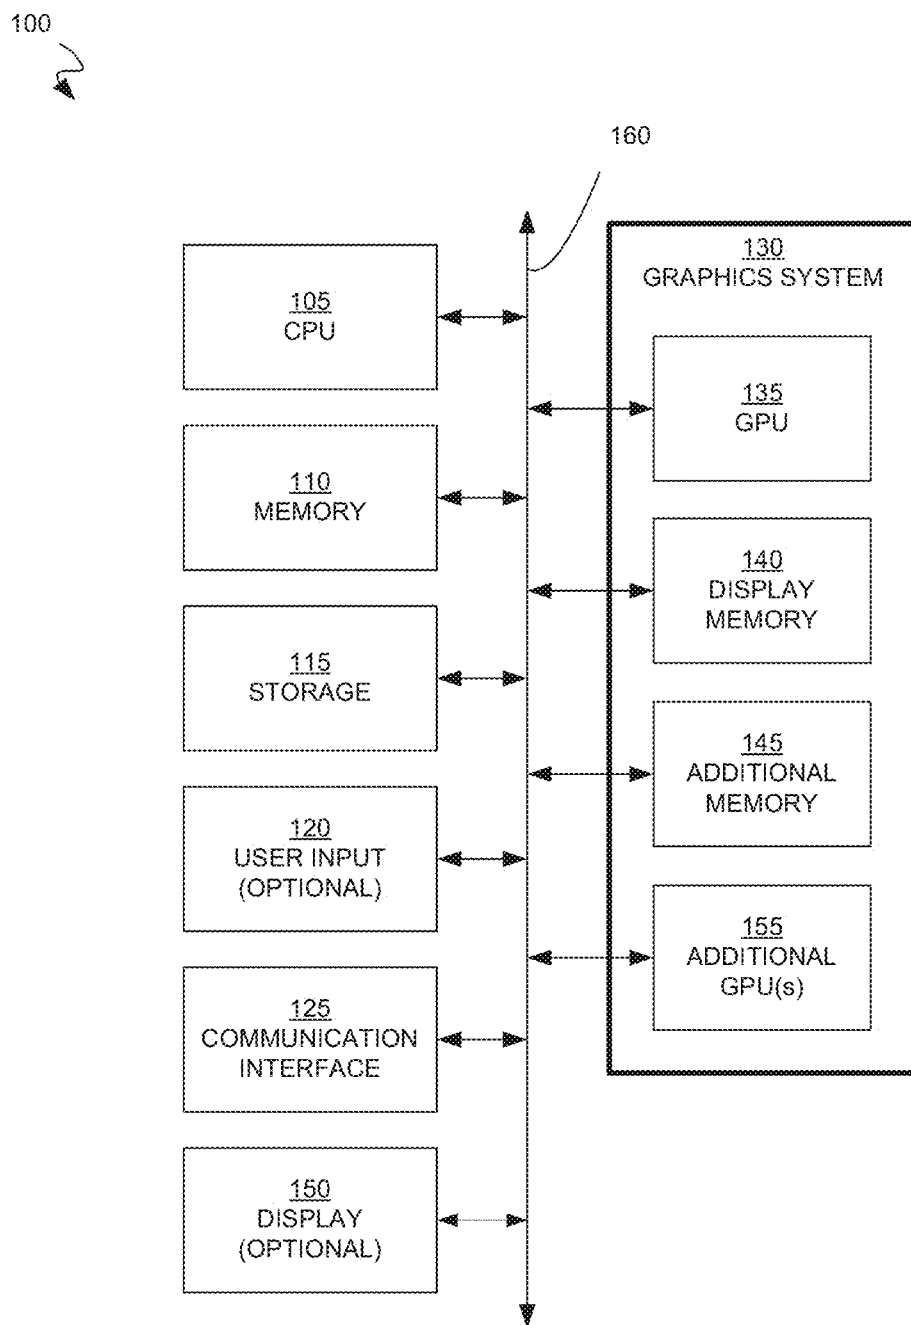 100
160
105
CPU
110
MEMORY
115
STORAGE
120
USER INPUT
(OPTIONAL)
125
COMMUNICATION
INTERFACE
150
DISPLAY
(OPTIONAL)
130
GRAPHICS SYSTEM
135
GPU
140
DISPLAY
MEMORY
145
ADDITIONAL
MEMORY
155
ADDITIONAL
GPU(s)